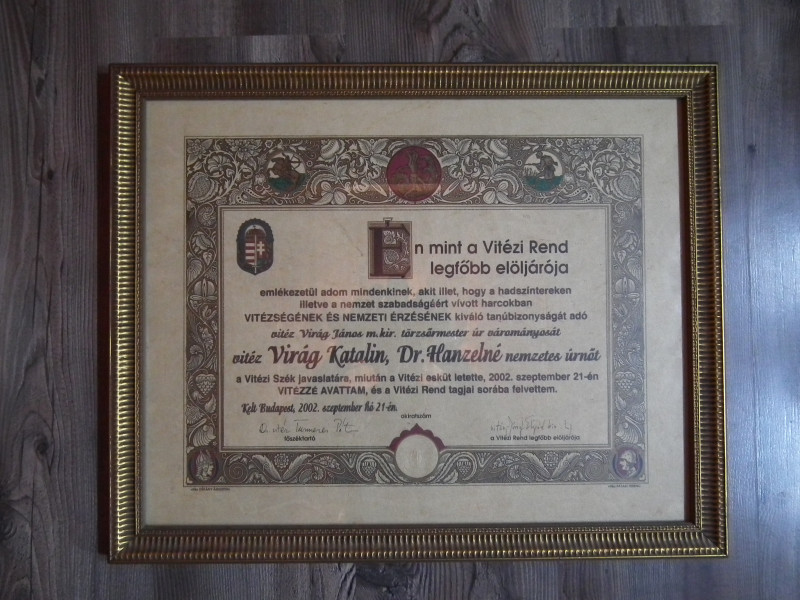 Én mint a Vitézi Rend
legfőbb elöljárója
emlékezetül adom mindenkinek, akit illet, hogy a hadszíntereken
illetve a nemzet szabadságáért vívott harcokban
VITÉZSÉGÉNEK ÉS NEMZETI ÉRZÉSÉNEK kiváló tanúbizonyságát adó
vitéz Virág János m.kir. törzsőrmester úr várományosát
vitéz Virág Katalin, Dr. Hanzelné nemzetes úrnőt
a Vitézi Szék javaslatára, miután a Vitézi esküt letette, 2002. szeptember 21-én
VITÉZZÉ AVATTAM, és a Vitézi Rend tagjai sorába felvettem.
Kelt Budapest, 2002. szeptember hó 21-én.
okiratszám
főszéktartó
a Vitézi Rend legfőbb elöljárója